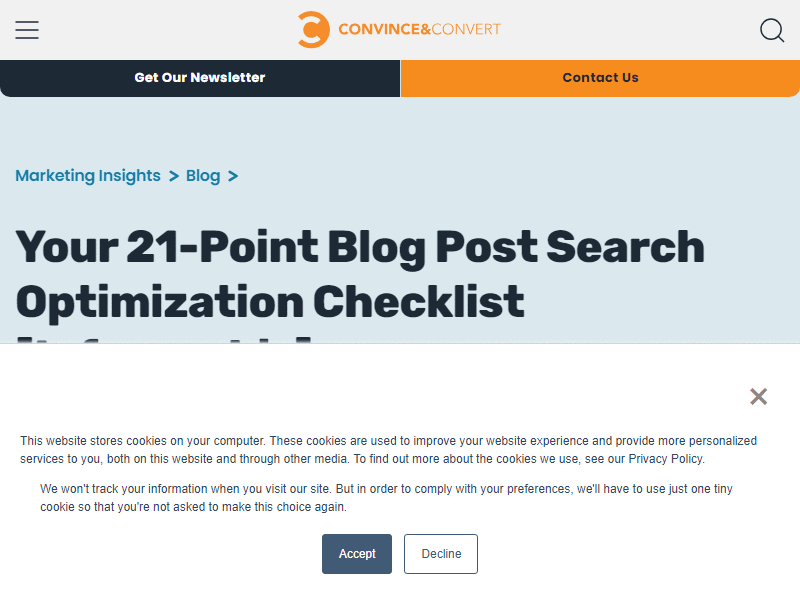 CONVINCE&CONVERT
Get Our Newsletter
Contact Us
Marketing Insights > Blog >
Your 21-Point Blog Post Search
Optimization Checklist
This website stores cookies on your computer. These cookies are used to improve your website experience and provide more personalized
services to you, both on this website and through other media. To find out more about the cookies we use, see our Privacy Policy.
We won't track your information when you visit our site. But in order to comply with your preferences, we'll have to use just one tiny
cookie so that you're not asked to make this choice again.
Accept
Decline